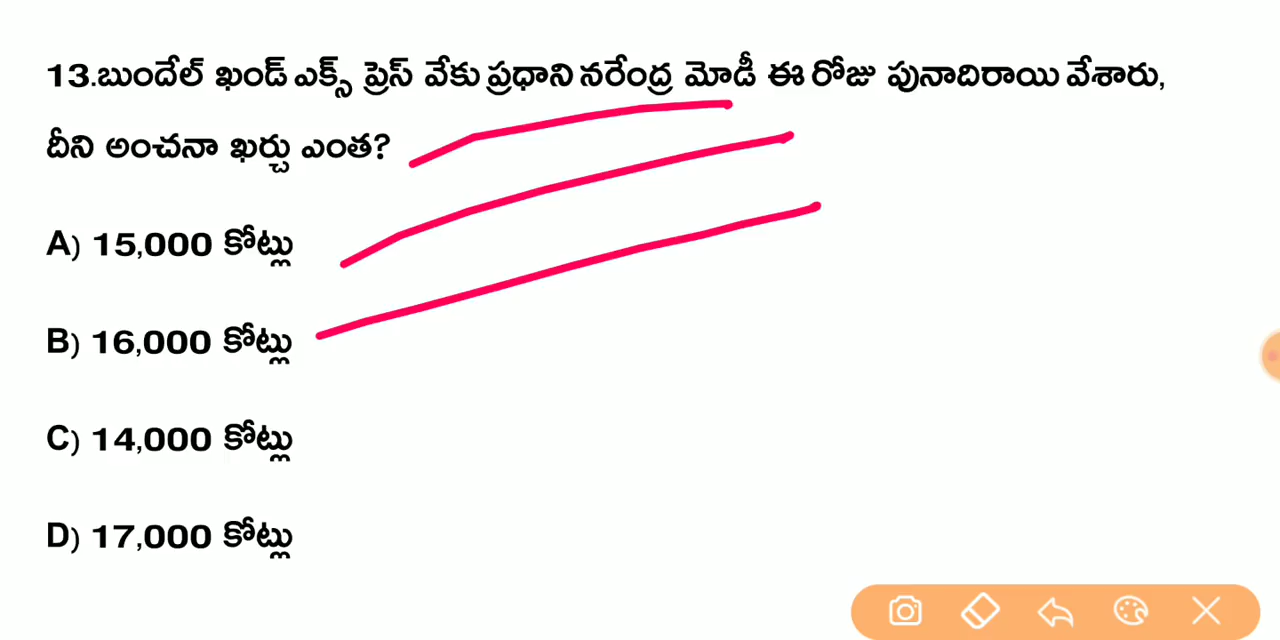 13.బుందేల్ ఖండ్ ఎక్స్ ప్రెస్ వేకు ప్రధాని నరేంద్ర మోడీ ఈ రోజు పునాదిరాయి వేశారు,
దీని అంచనా ఖర్చు ఎంత?
A) 15,000 కోట్లు
B) 16,000 కోట్లు
C) 14,000 కోట్లు
D) 17,000 కోట్లు